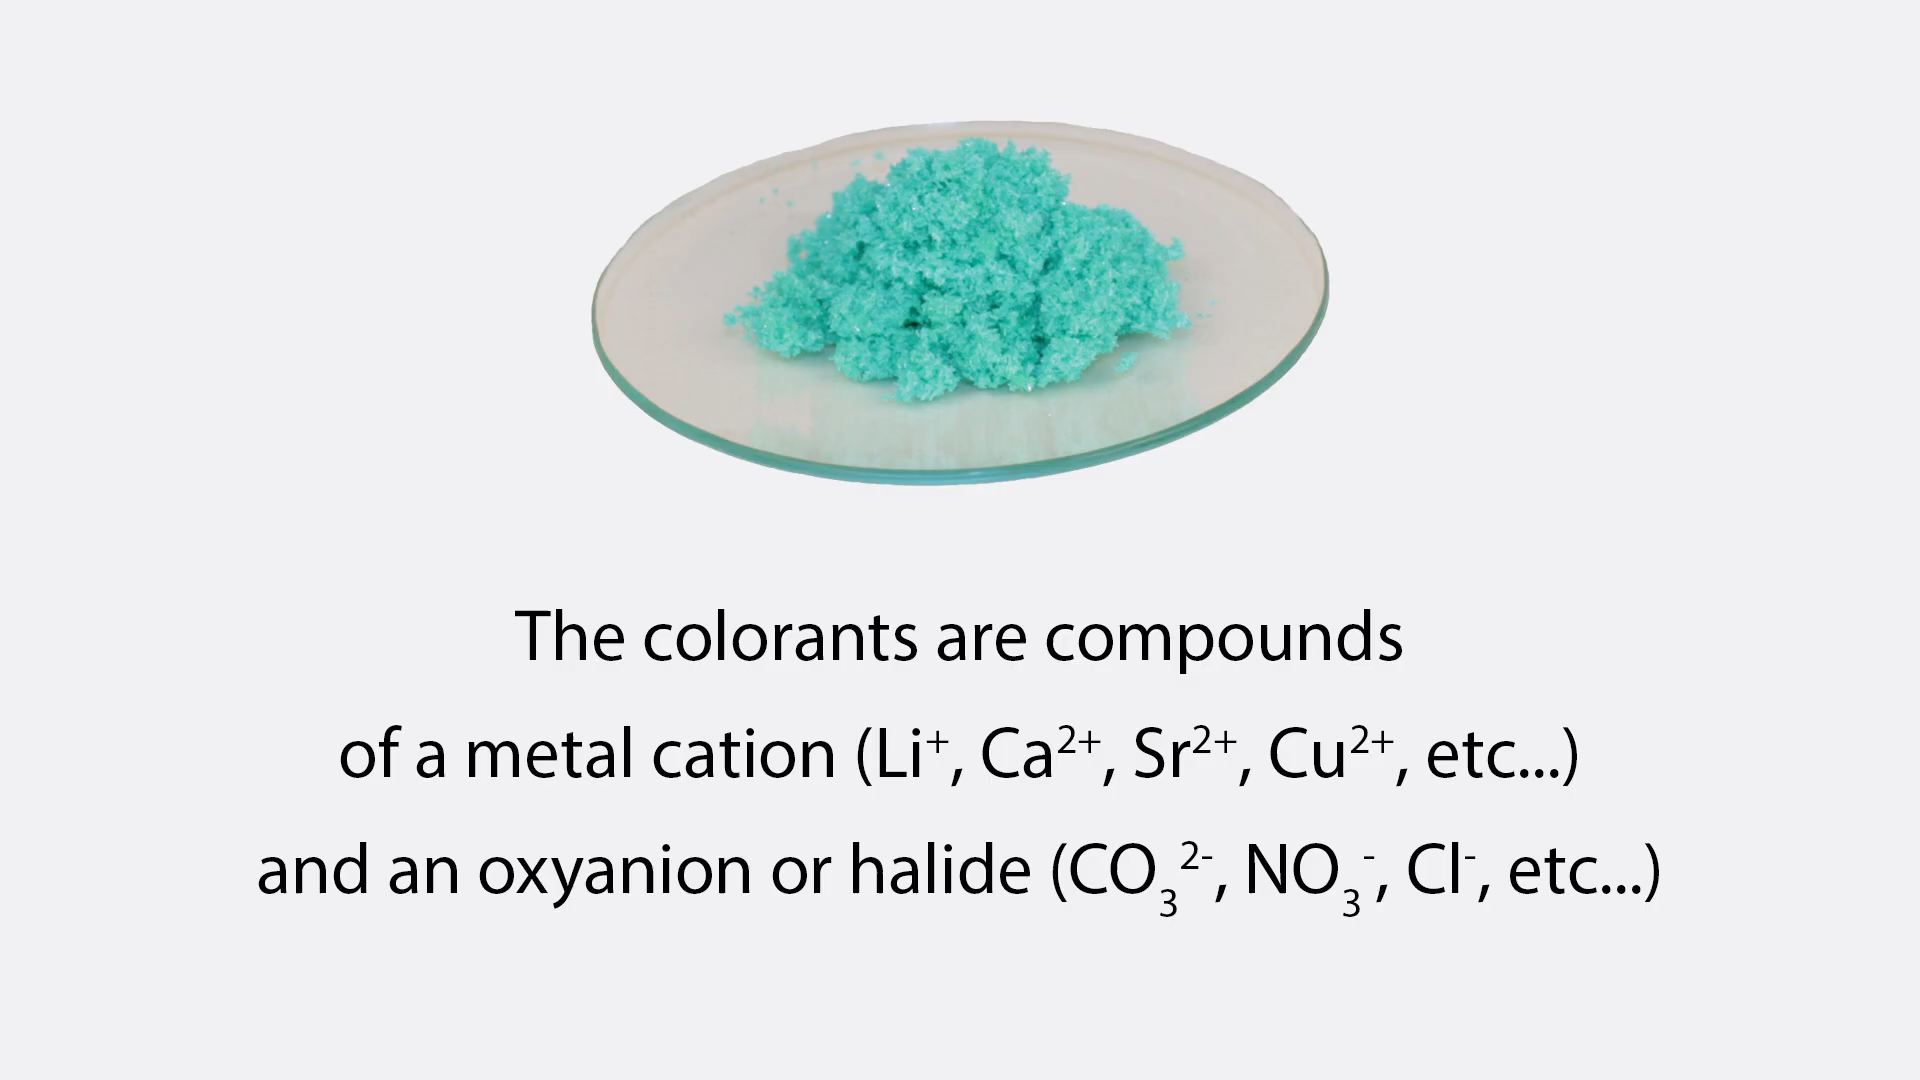 The colorants are compounds
of a metal cation (Li⁺, Ca²⁺, Sr²⁺, Cu²⁺, etc...)
and an oxyanion or halide (CO₃²⁻, NO₃⁻, Cl⁻, etc...)